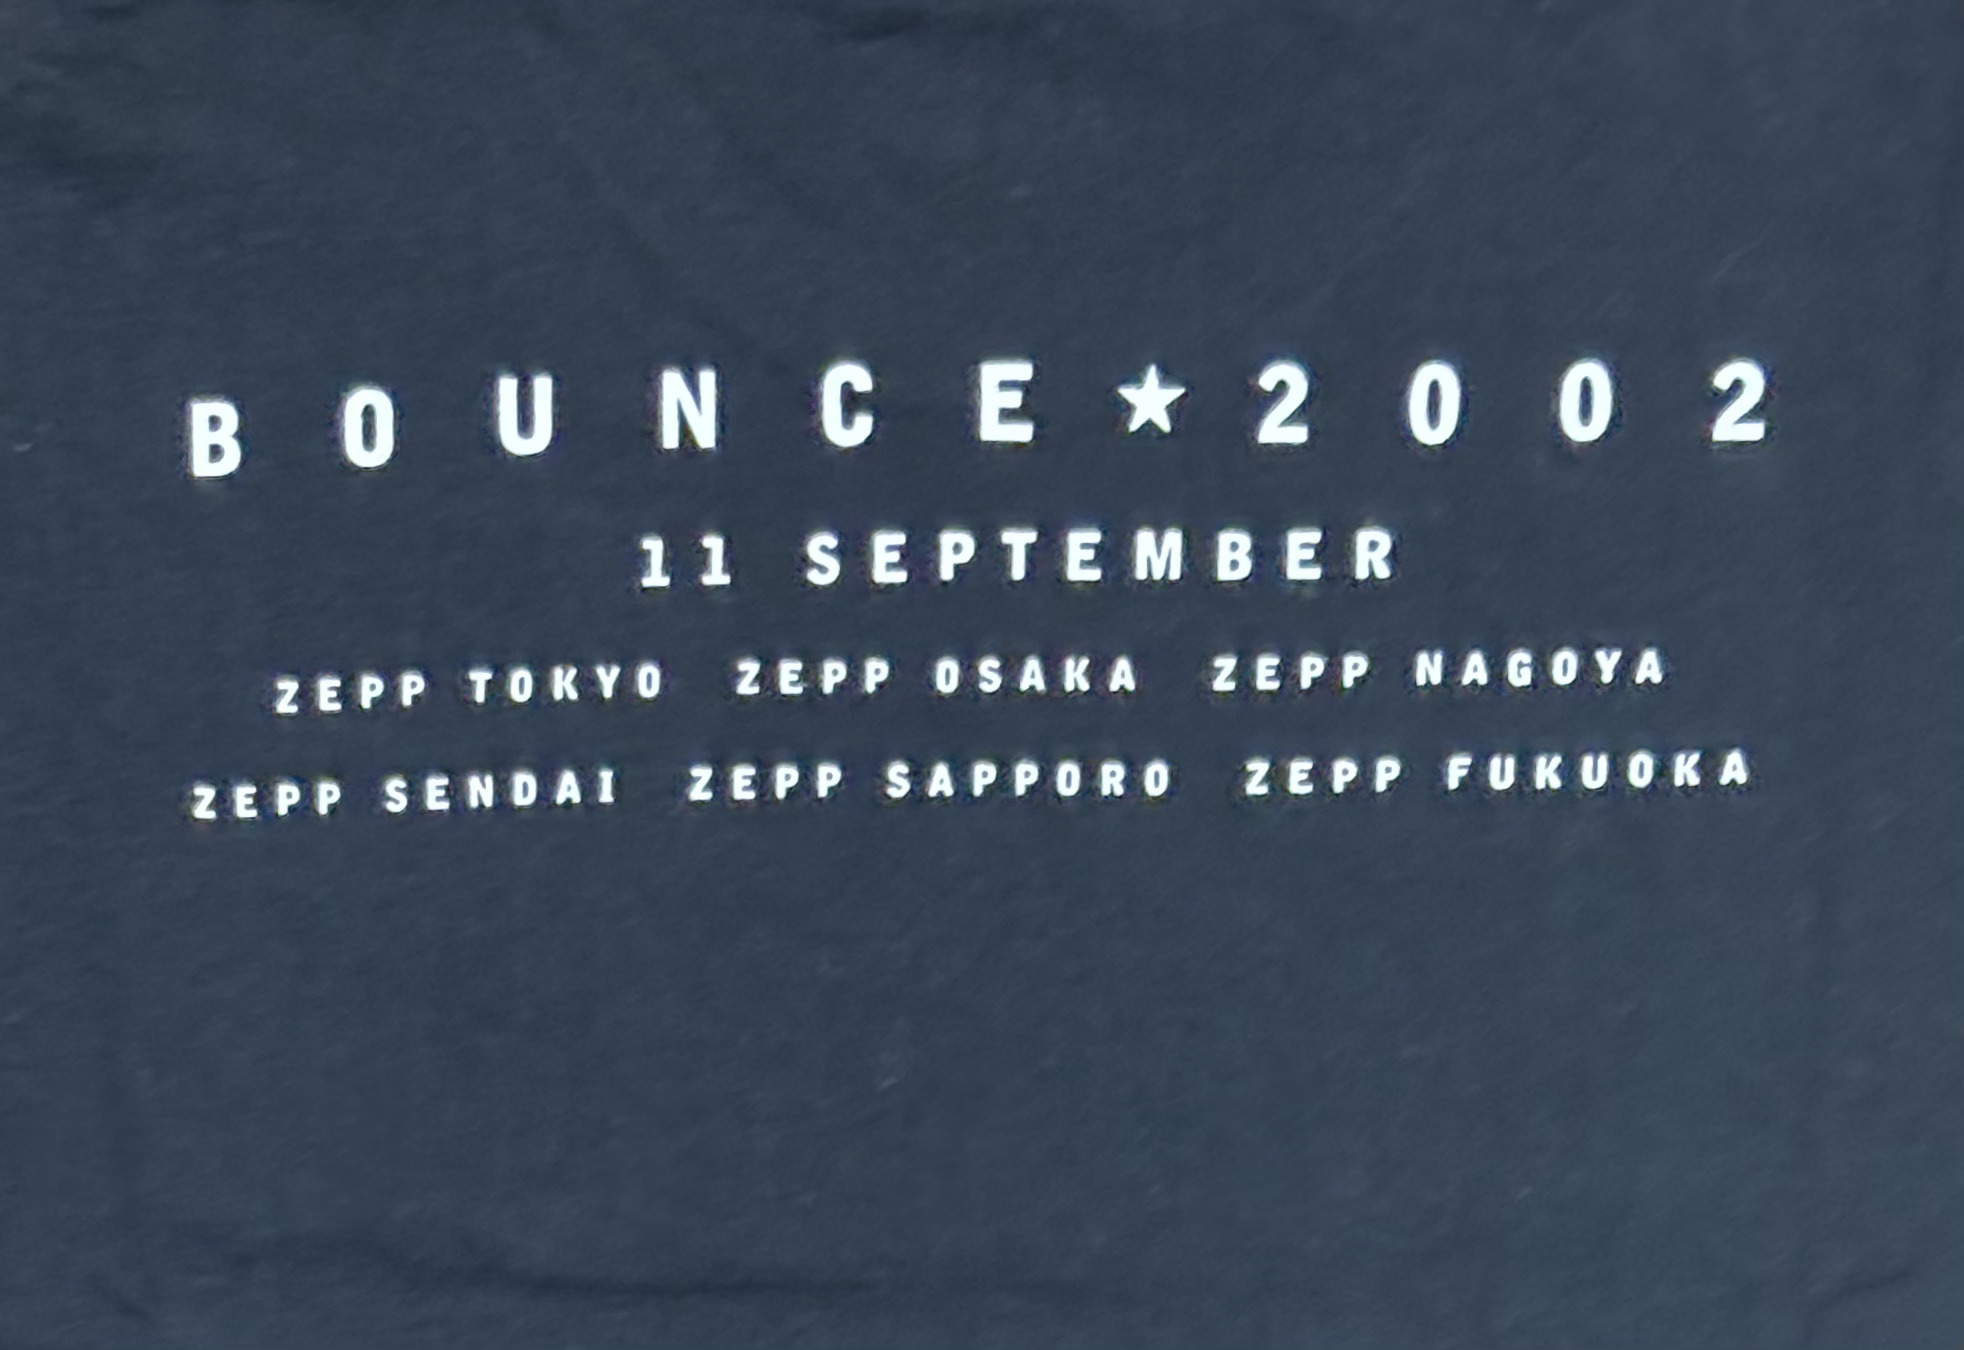 BOUNCE★2002
11 SEPTEMBER
ZEPP TOKYO ZEPP OSAKA ZEPP NAGOYA
ZEPP SENDAI ZEPP SAPPORO ZEPP FUKUOKA